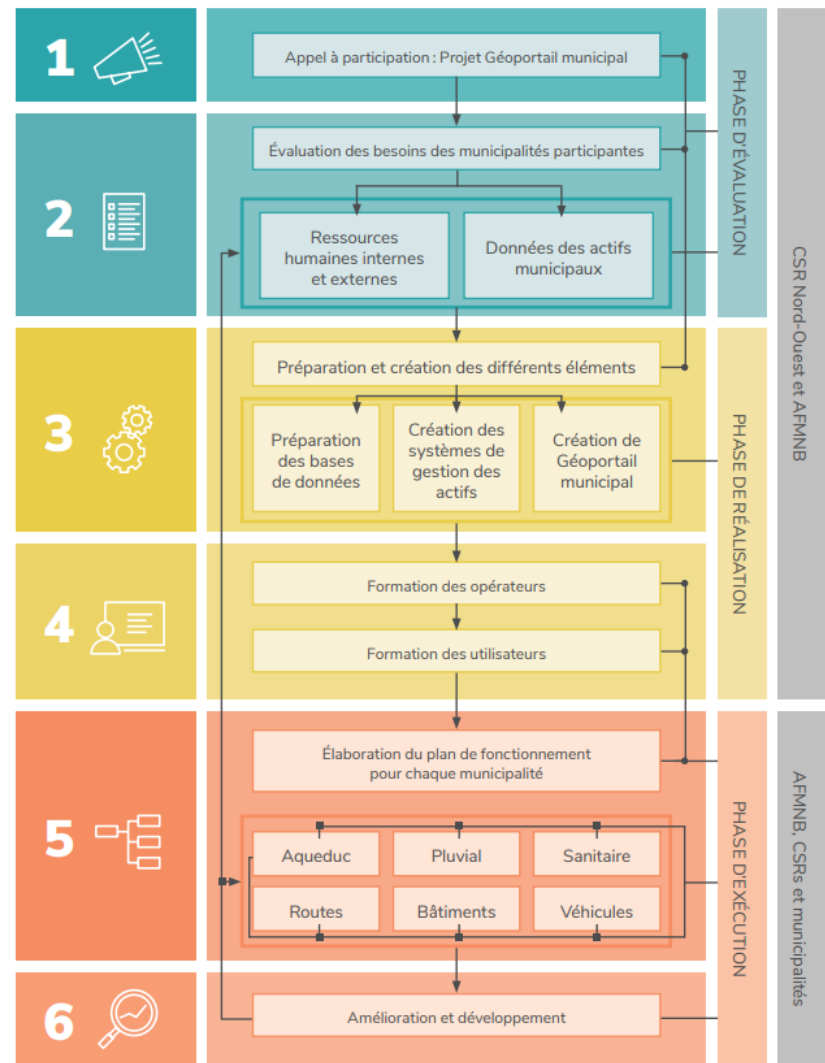 1
Appel à participation : Projet Géoportail municipal
2
Évaluation des besoins des municipalités participantes
Ressources
humaines internes
et externes
Données des actifs
municipaux
PHASE D'ÉVALUATION
3
Préparation et création des différents éléments
Préparation
des bases
de données
Création des
systèmes de
gestion des
actifs
Création de
Géoportail
municipal
4
Formation des opérateurs
Formation des utilisateurs
PHASE DE RÉALISATION
CSR Nord-Ouest et AFMNB
5
Élaboration du plan de fonctionnement
pour chaque municipalité
Aqueduc
Pluvial
Sanitaire
Routes
Bâtiments
Véhicules
6
Amélioration et développement
PHASE D'EXÉCUTION
AFMNB, CSRs et municipalités